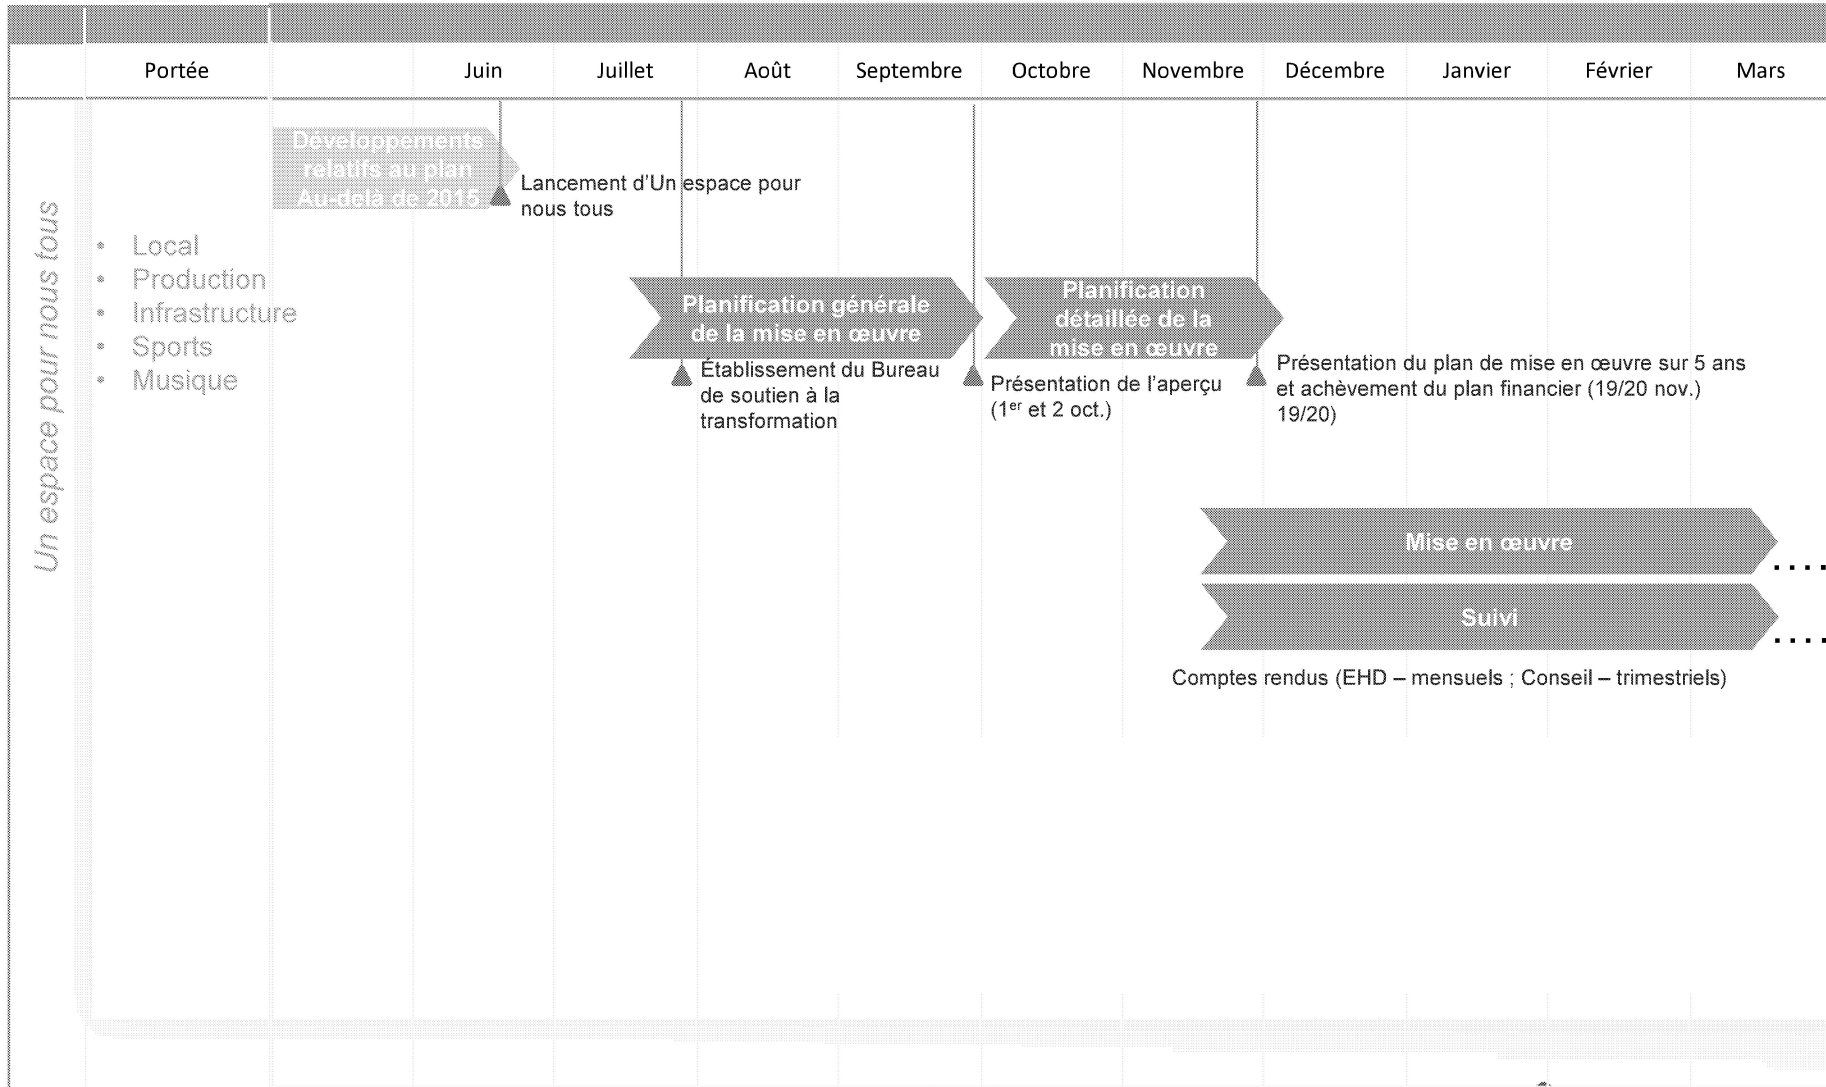 Portée
Juin
Juillet
Août
Septembre
Octobre
Novembre
Décembre
Janvier
Février
Mars
Un espace pour nous tous
• Local
• Production
• Infrastructure
• Sports
• Musique
Développements
relatifs au plan
Au-delà de 2015
Lancement d’Un espace pour
nous tous
Planification générale
de la mise en œuvre
Établissement du Bureau
de soutien à la
transformation
Planification
détaillée de la
mise en œuvre
Présentation de l’aperçu
(1er et 2 oct.)
Présentation du plan de mise en œuvre sur 5 ans
et achèvement du plan financier (19/20 nov.)
19/20)
Mise en œuvre
....
Suivi
....
Comptes rendus (EHD – mensuels ; Conseil – trimestriels)